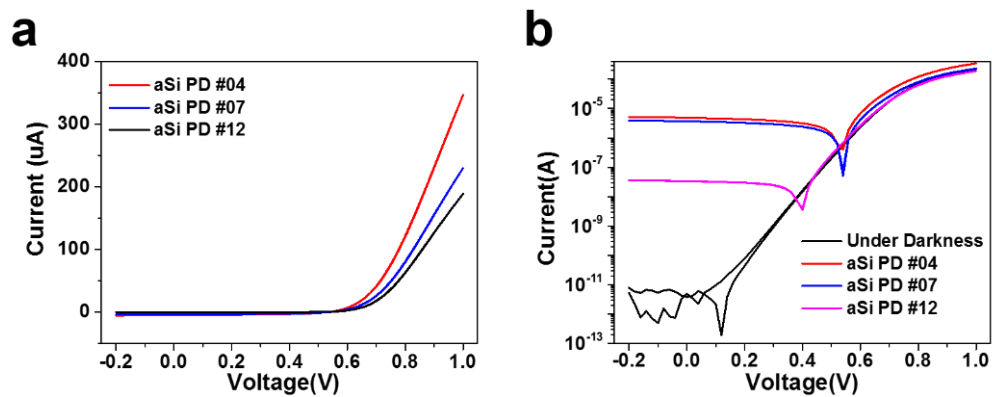 a
400
300
200
100
0
Current (uA)
aSi PD #04
aSi PD #07
aSi PD #12
-0.2 0.0 0.2 0.4 0.6 0.8 1.0
Voltage(V)
b
10⁻⁵
10⁻⁷
10⁻⁹
10⁻¹¹
10⁻¹³
Current(A)
Under Darkness
aSi PD #04
aSi PD #07
aSi PD #12
-0.2 0.0 0.2 0.4 0.6 0.8 1.0
Voltage(V)